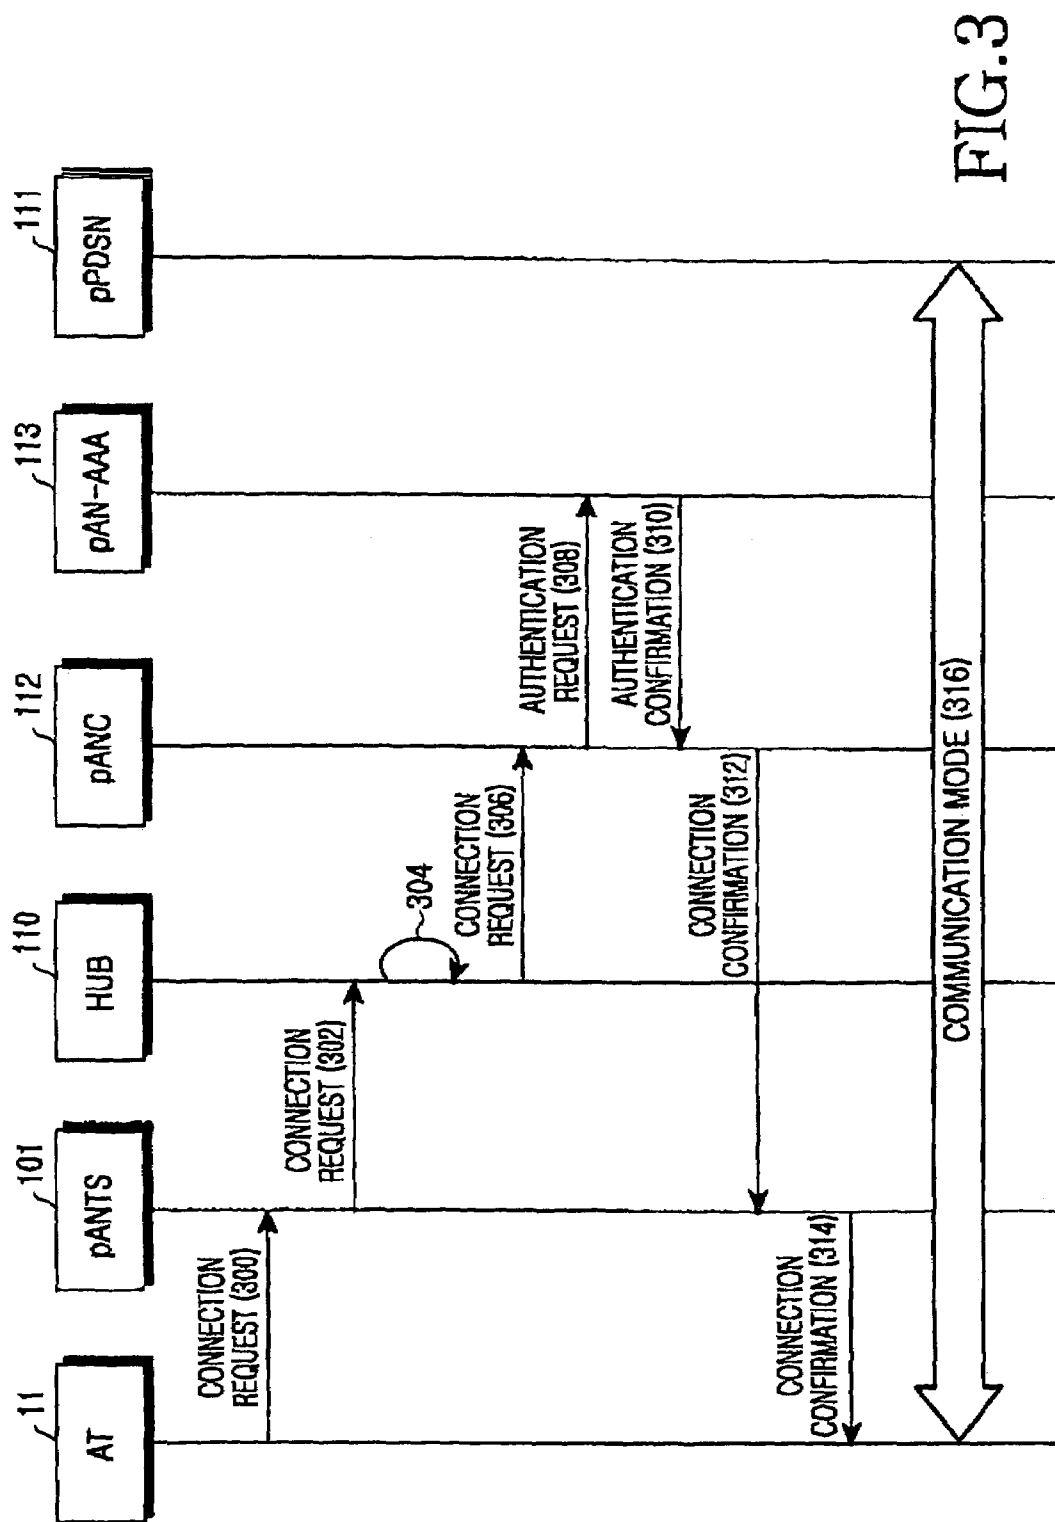 11
101
110
112
113
111
AT
pANTS
HUB
pANC
pAN-AAA
pPDSN
CONNECTION
REQUEST (300)
CONNECTION
REQUEST (302)
304
CONNECTION
REQUEST (306)
AUTHENTICATION
REQUEST (308)
AUTHENTICATION
CONFIRMATION (310)
CONNECTION
CONFIRMATION (312)
CONNECTION
CONFIRMATION (314)
COMMUNICATION MODE (316)
FIG.3